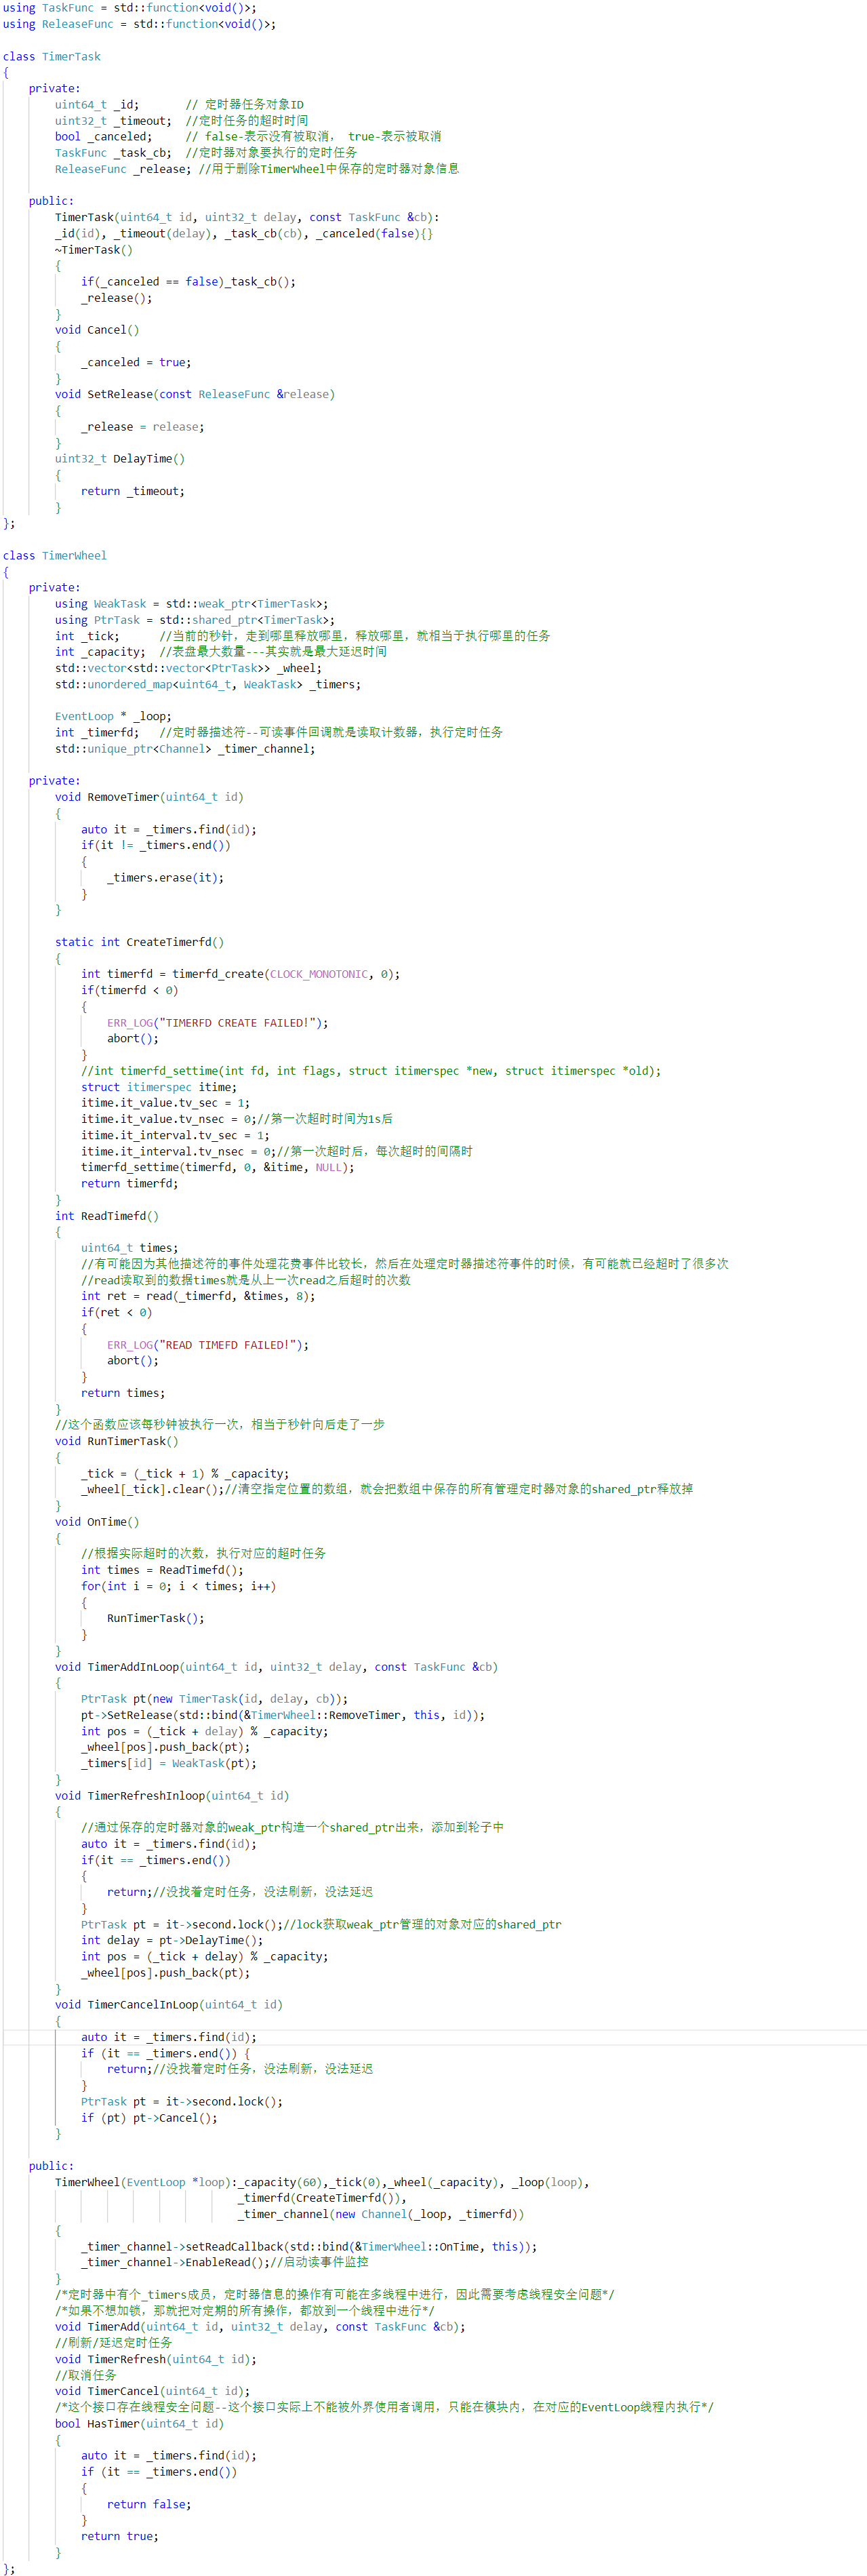 using TaskFunc = std::function<void()>;
using ReleaseFunc = std::function<void()>;
class TimerTask
{
private:
uint64_t _id; // 定时器任务对象ID
uint32_t _timeout; //定时任务的超时时间
bool _canceled; // false-表示没有被取消， true-表示被取消
TaskFunc _task_cb; //定时器对象要执行的定时任务
ReleaseFunc _release; //用于删除TimerWheel中保存的定时器对象信息
public:
TimerTask(uint64_t id, uint32_t delay, const TaskFunc &cb):
_id(id), _timeout(delay), _task_cb(cb), _canceled(false){}
~TimerTask()
{
if(_canceled == false)_task_cb();
_release();
}
void Cancel()
{
_canceled = true;
}
void SetRelease(const ReleaseFunc &release)
{
_release = release;
}
uint32_t DelayTime()
{
return _timeout;
}
};
class TimerWheel
{
private:
using WeakTask = std::weak_ptr<TimerTask>;
using PtrTask = std::shared_ptr<TimerTask>;
int _tick; //当前的秒针，走到哪里释放哪里，释放哪里，就相当于执行哪里的任务
int _capacity; //表盘最大数量---其实就是最大延迟时间
std::vector<std::vector<PtrTask>> _wheel;
std::unordered_map<uint64_t, WeakTask> _timers;
EventLoop * _loop;
int _timerfd; //定时器描述符--可读事件回调就是读取计数器，执行定时任务
std::unique_ptr<Channel> _timer_channel;
private:
void RemoveTimer(uint64_t id)
{
auto it = _timers.find(id);
if(it != _timers.end())
{
_timers.erase(it);
}
}
static int CreateTimerfd()
{
int timerfd = timerfd_create(CLOCK_MONOTONIC, 0);
if(timerfd < 0)
{
ERR_LOG("TIMERFD CREATE FAILED!");
abort();
}
//int timerfd_settime(int fd, int flags, struct itimerspec *new, struct itimerspec *old);
struct itimerspec itime;
itime.it_value.tv_sec = 1;
itime.it_value.tv_nsec = 0;//第一次超时时间为1s后
itime.it_interval.tv_sec = 1;
itime.it_interval.tv_nsec = 0;//第一次超时后，每次超时的间隔时
timerfd_settime(timerfd, 0, &itime, NULL);
return timerfd;
}
int ReadTimefd()
{
uint64_t times;
//有可能因为其他描述符的事件处理花费事件比较长，然后在处理定时器描述符事件的时候，有可能就已经超时了很多次
//read读取到的数据times就是从上一次read之后超时的次数
int ret = read(_timerfd, &times, 8);
if(ret < 0)
{
ERR_LOG("READ TIMEFD FAILED!");
abort();
}
return times;
}
//这个函数应该每秒钟被执行一次，相当于秒针向后走了一步
void RunTimerTask()
{
_tick = (_tick + 1) % _capacity;
_wheel[_tick].clear();//清空指定位置的数组，就会把数组中保存的所有管理定时器对象的shared_ptr释放掉
}
void OnTime()
{
//根据实际超时的次数，执行对应的超时任务
int times = ReadTimefd();
for(int i = 0; i < times; i++)
{
RunTimerTask();
}
}
void TimerAddInLoop(uint64_t id, uint32_t delay, const TaskFunc &cb)
{
PtrTask pt(new TimerTask(id, delay, cb));
pt->SetRelease(std::bind(&TimerWheel::RemoveTimer, this, id));
int pos = (_tick + delay) % _capacity;
_wheel[pos].push_back(pt);
_timers[id] = WeakTask(pt);
}
void TimerRefreshInloop(uint64_t id)
{
//通过保存的定时器对象的weak_ptr构造一个shared_ptr出来，添加到轮子中
auto it = _timers.find(id);
if(it == _timers.end())
{
return;//没找着定时任务，没法刷新，没法延迟
}
PtrTask pt = it->second.lock();//lock获取weak_ptr管理的对象对应的shared_ptr
int delay = pt->DelayTime();
int pos = (_tick + delay) % _capacity;
_wheel[pos].push_back(pt);
}
void TimerCancelInLoop(uint64_t id)
{
auto it = _timers.find(id);
if (it == _timers.end()) {
return;//没找着定时任务，没法刷新，没法延迟
}
PtrTask pt = it->second.lock();
if (pt) pt->Cancel();
}
public:
TimerWheel(EventLoop *loop):_capacity(60),_tick(0),_wheel(_capacity), _loop(loop),
_timerfd(CreateTimerfd()),
_timer_channel(new Channel(_loop, _timerfd))
{
_timer_channel->setReadCallback(std::bind(&TimerWheel::OnTime, this));
_timer_channel->EnableRead();//启动读事件监控
}
/*定时器中有个_timers成员，定时器信息的操作有可能在多线程中进行，因此需要考虑线程安全问题*/
/*如果不想加锁，那就把对定期的所有操作，都放到一个线程中进行*/
void TimerAdd(uint64_t id, uint32_t delay, const TaskFunc &cb);
//刷新/延迟定时任务
void TimerRefresh(uint64_t id);
//取消任务
void TimerCancel(uint64_t id);
/*这个接口存在线程安全问题--这个接口实际上不能被外界使用者调用，只能在模块内，在对应的EventLoop线程内执行*/
bool HasTimer(uint64_t id)
{
auto it = _timers.find(id);
if (it == _timers.end())
{
return false;
}
return true;
}
};